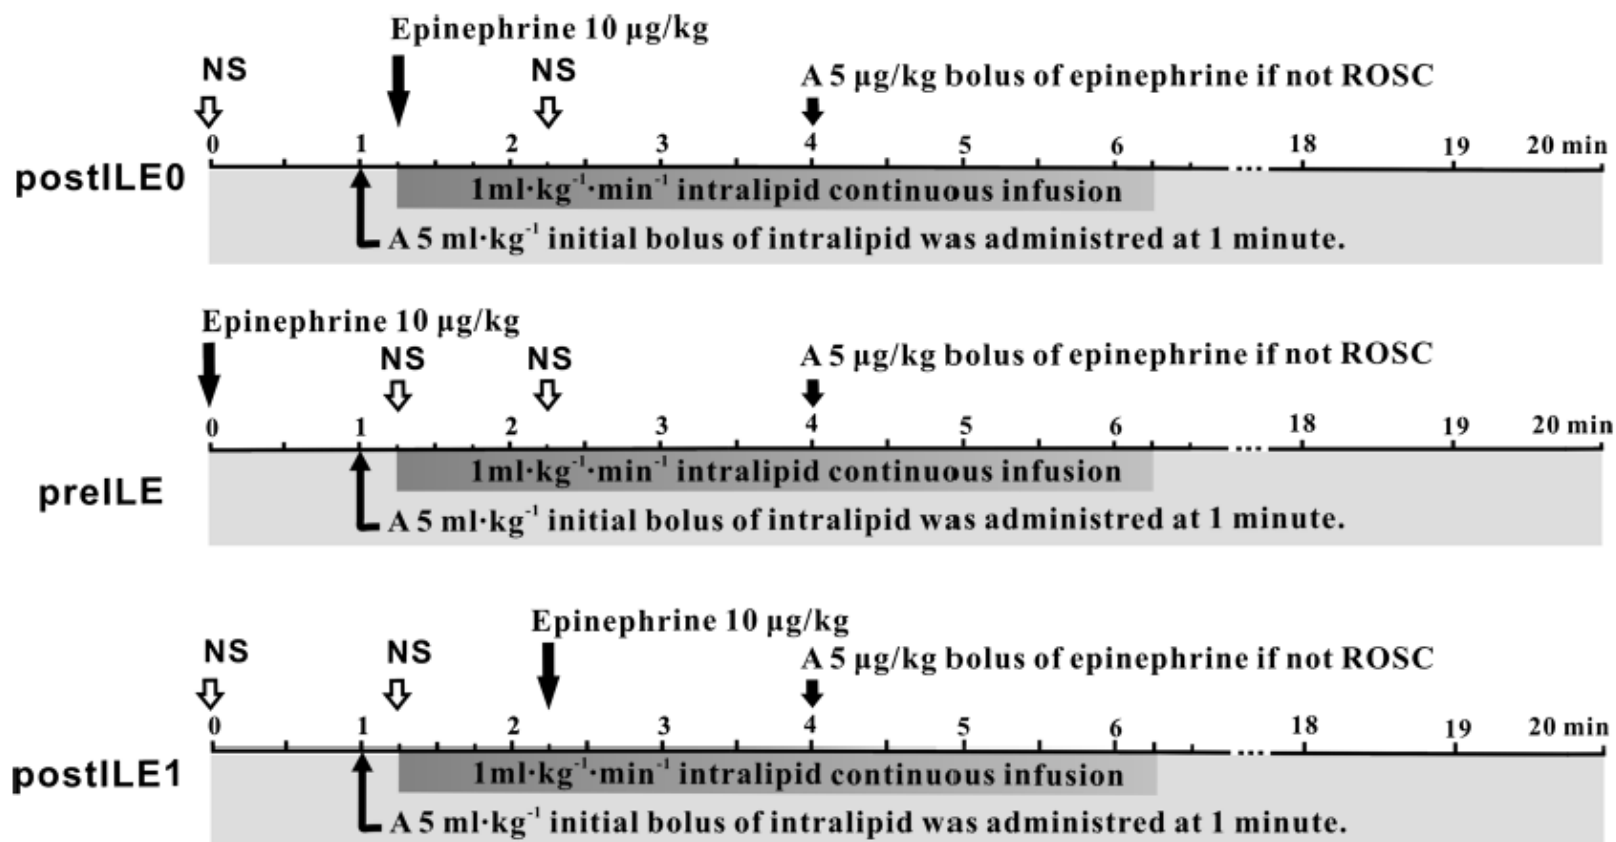 Epinephrine 10 µg/kg
NS NS A 5 µg/kg bolus of epinephrine if not ROSC
0 1 2 3 4 5 6 18 19 20 min
postILE0
1ml·kg⁻¹·min⁻¹ intralipid continuous infusion
A 5 ml·kg⁻¹ initial bolus of intralipid was administred at 1 minute.
Epinephrine 10 µg/kg
NS NS A 5 µg/kg bolus of epinephrine if not ROSC
0 1 2 3 4 5 6 18 19 20 min
preILE
1ml·kg⁻¹·min⁻¹ intralipid continuous infusion
A 5 ml·kg⁻¹ initial bolus of intralipid was administred at 1 minute.
Epinephrine 10 µg/kg
NS NS A 5 µg/kg bolus of epinephrine if not ROSC
0 1 2 3 4 5 6 18 19 20 min
postILE1
1ml·kg⁻¹·min⁻¹ intralipid continuous infusion
A 5 ml·kg⁻¹ initial bolus of intralipid was administred at 1 minute.